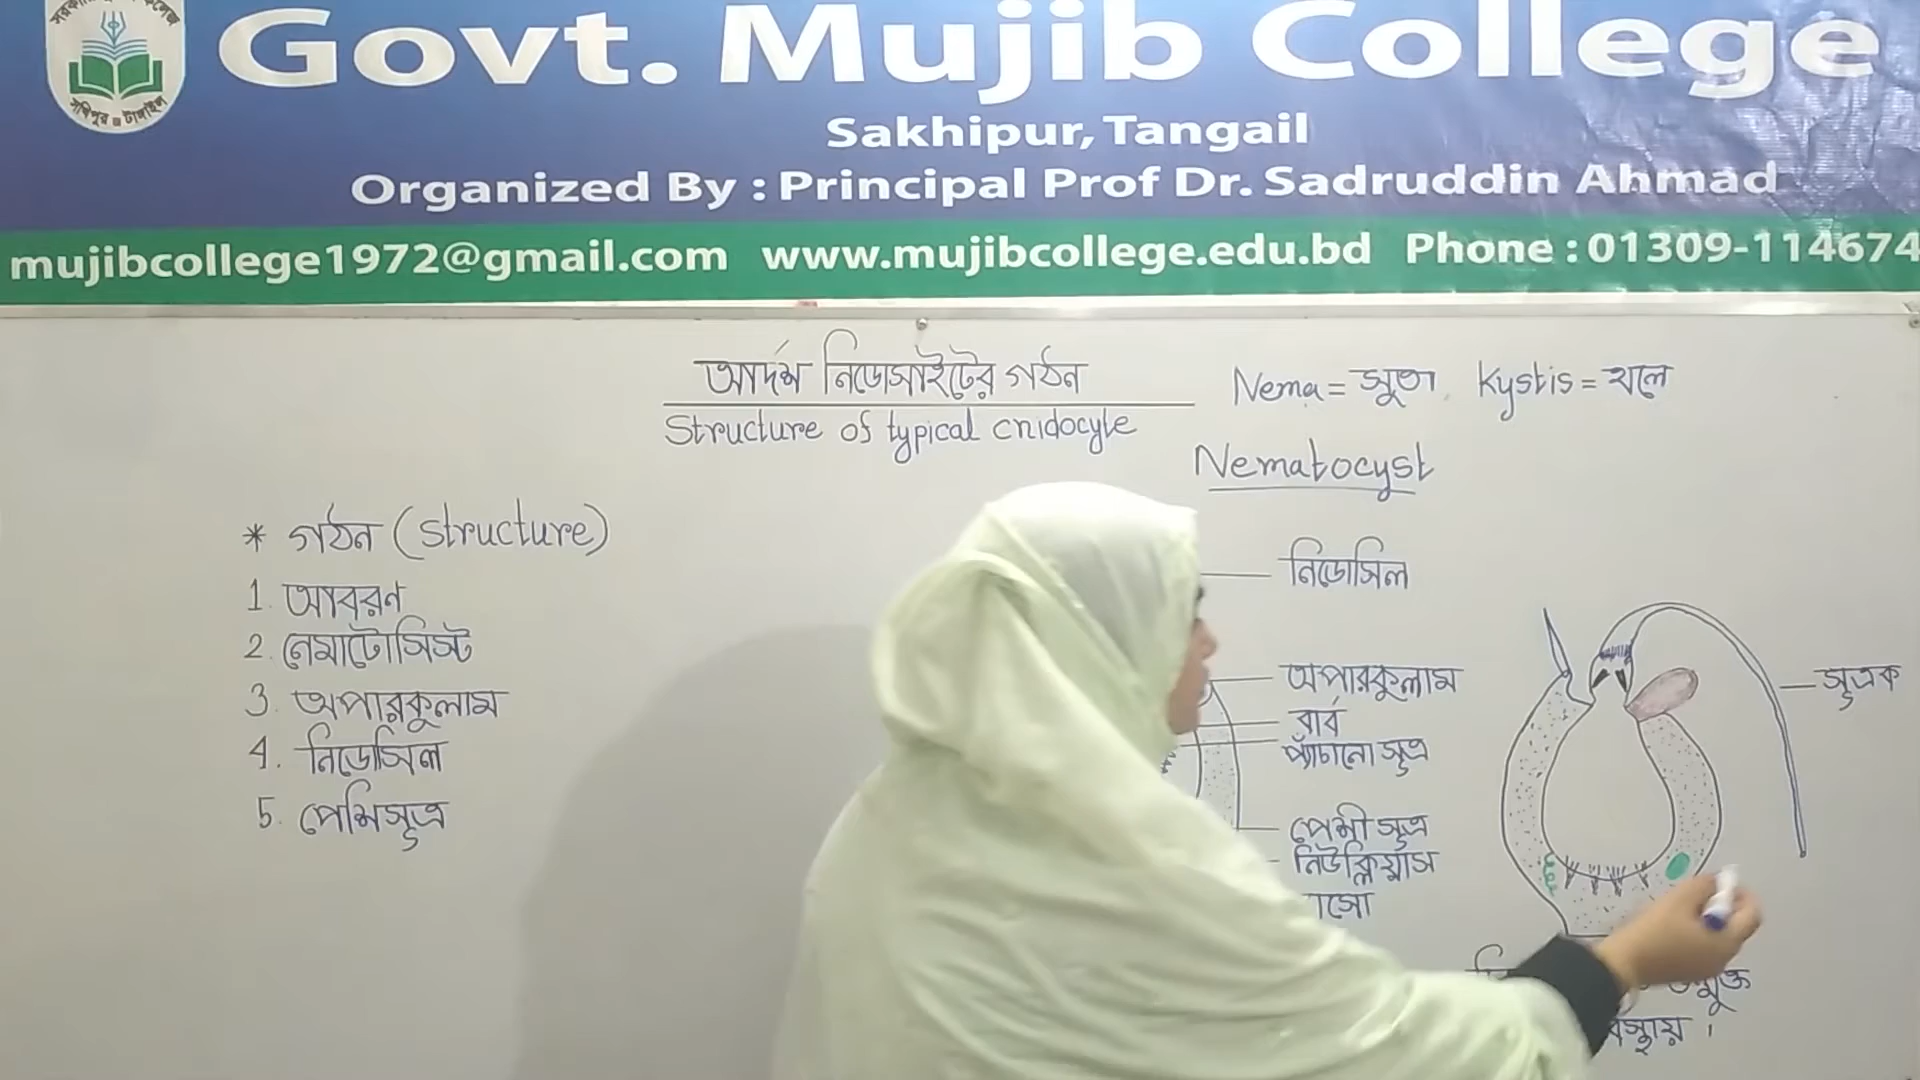 Govt. Mujib College
Sakhipur, Tangail
Organized By : Principal Prof Dr. Sadruddin Ahmad
mujibcollege1972@gmail.com www.mujibcollege.edu.bd Phone : 01309-114674
সখিপুর টাঙ্গাইল
আদর্শ নিডোসাইটের গঠন
Structure of typical cnidocyte
Nema = সুতা, Kystis = থলে
Nematocyst
* গঠন (Structure)
1. আবরণ
2. নেমাটোসিস্ট
3. অপারকুলাম
4. নিডোসিল
5. পেশিসূত্র
নিডোসিল
অপারকুলাম
বার্ব
প্যাঁচানো সূত্র
পেশী সূত্র
নিউক্লিয়াস
সূত্রক